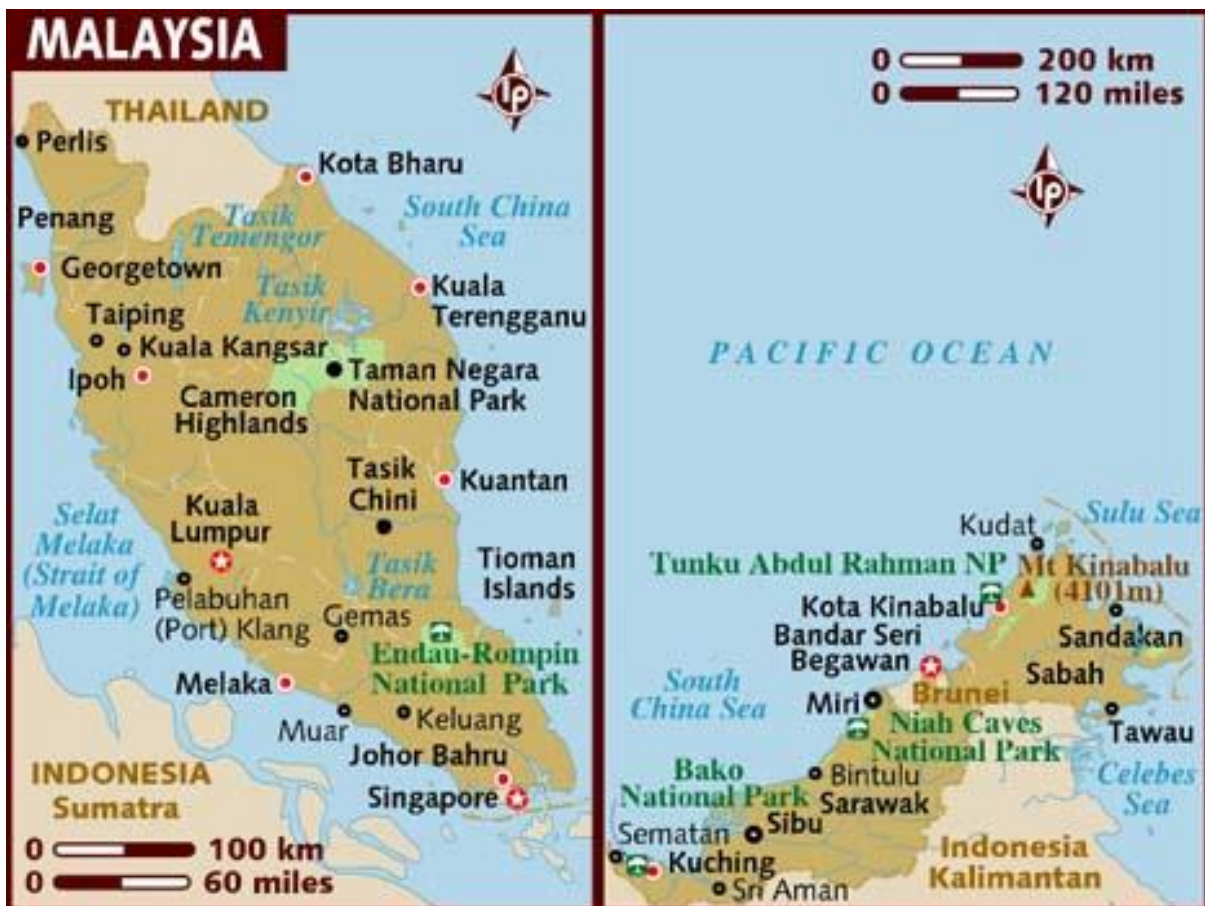 MALAYSIA
THAILAND
Perlis
Kota Bharu
Penang
Tasik
Temengor
South China
Sea
Georgetown
Tasik
Kenyir
Kuala
Terengganu
Taiping
Kuala Kangsar
Ipoh
Taman Negara
National Park
Cameron
Highlands
Tasik
Chini
Kuantan
Kuala
Lumpur
Selat
Melaka
(Strait of
Melaka)
Tasik
Bera
Tioman
Islands
Pelabuhan
(Port) Klang
Gemas
Endau-Rompin
National Park
Melaka
Muar
Keluang
Johor Bahru
Singapore
INDONESIA
Sumatra
0 100 km
0 60 miles
lp
0 200 km
0 120 miles
lp
PACIFIC OCEAN
Sulu Sea
Kudat
Tunku Abdul Rahman NP
Mt Kinabalu
(4101m)
Kota Kinabalu
Bandar Seri
Begawan
Sandakan
Sabah
South
China Sea
Brunei
Miri
Tawau
Niah Caves
National Park
Celebes
Sea
Bako
National Park
Bintulu
Sarawak
Sematan
Sibu
Kuching
Sri Aman
Indonesia
Kalimantan